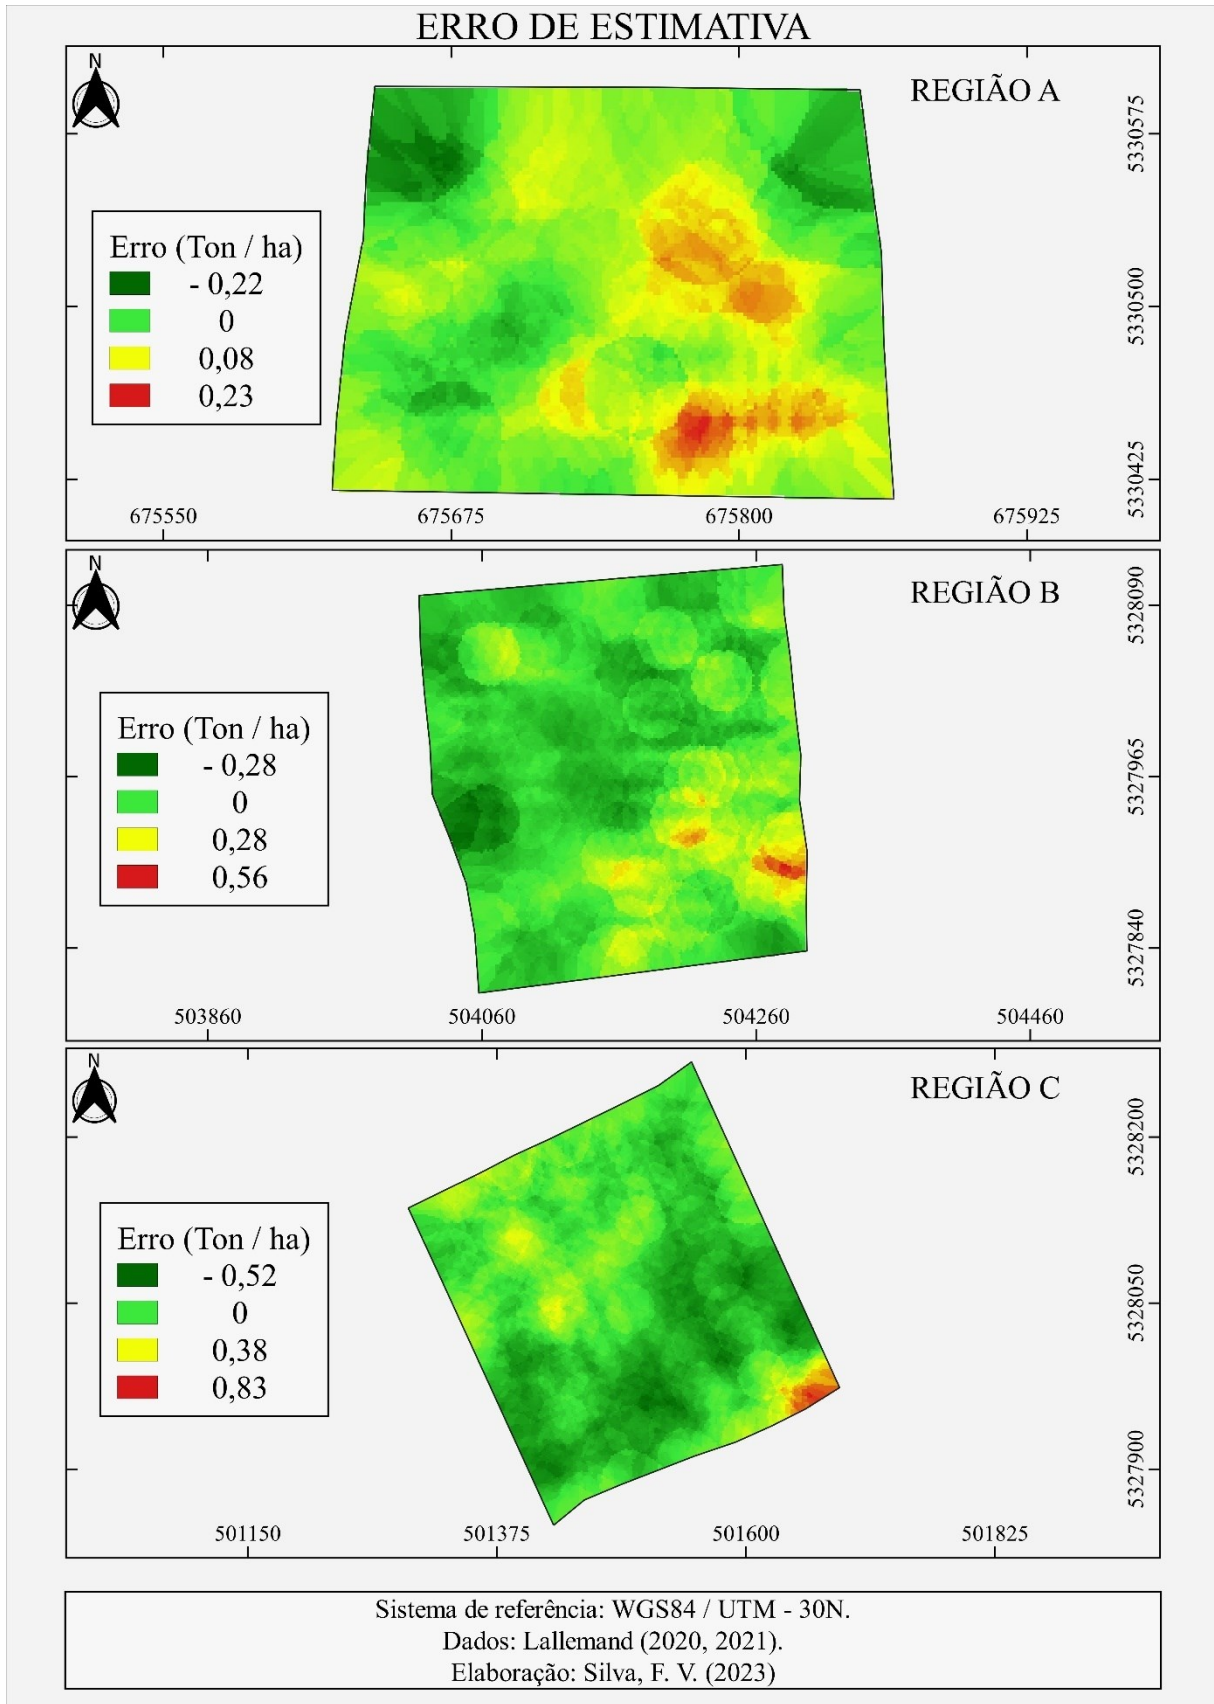 ERRO DE ESTIMATIVA
N
REGIÃO A
Erro (Ton / ha)
- 0,22
0
0,08
0,23
5330575
5330500
5330425
675550
675675
675800
675925
N
REGIÃO B
Erro (Ton / ha)
- 0,28
0
0,28
0,56
5328090
5327965
5327840
503860
504060
504260
504460
N
REGIÃO C
Erro (Ton / ha)
- 0,52
0
0,38
0,83
5328200
5328050
5327900
501150
501375
501600
501825
Sistema de referência: WGS84 / UTM - 30N.
Dados: Lallemand (2020, 2021).
Elaboração: Silva, F. V. (2023)